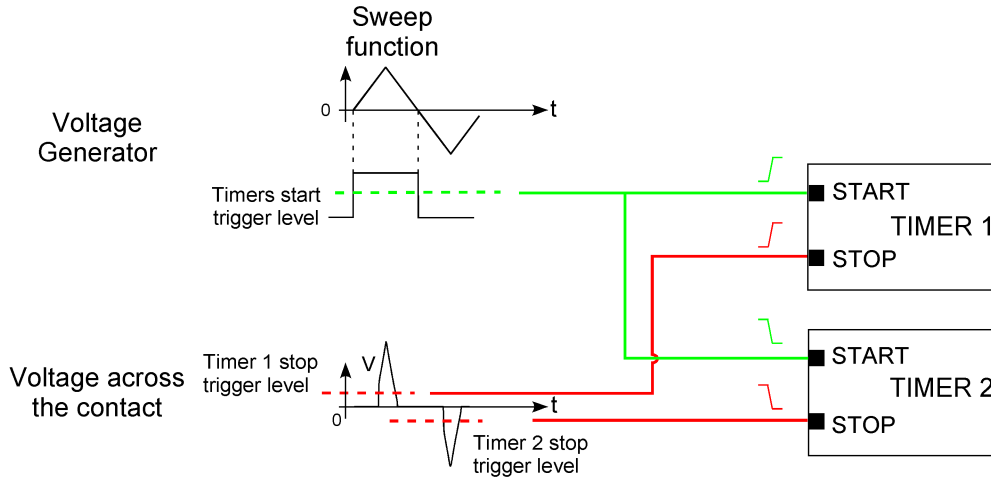 Sweep
function
0
t
Voltage
Generator
Timers start
trigger level
START
TIMER 1
STOP
Timer 1 stop
trigger level
V
Voltage across
the contact
0
t
Timer 2 stop
trigger level
START
TIMER 2
STOP